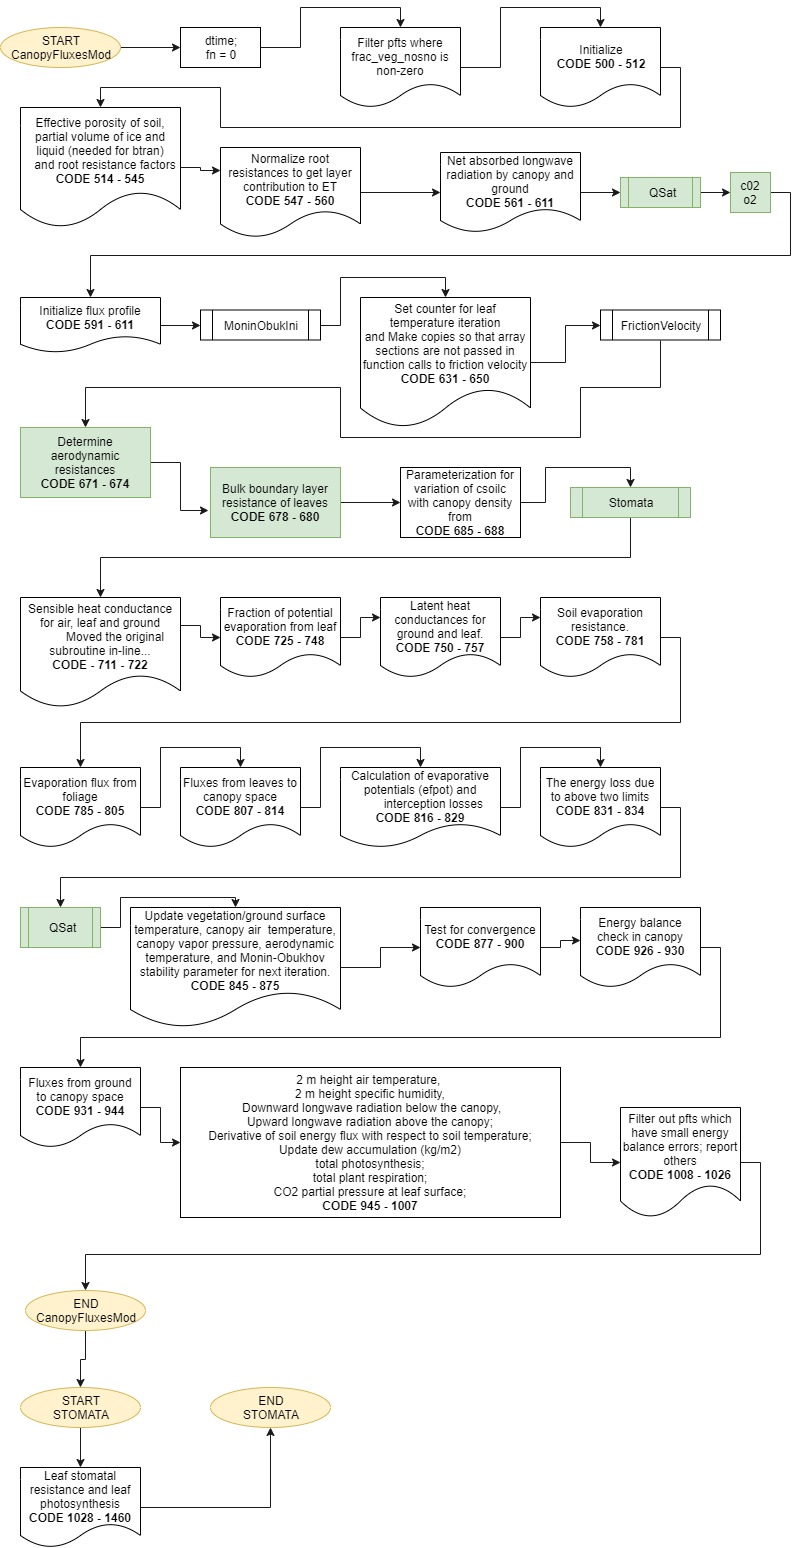 START
CanopyFluxesMod
dtime;
fn = 0
Filter pfts where
frac_veg_nosno is
non-zero
Initialize
CODE 500 - 512
Effective porosity of soil,
partial volume of ice and
liquid (needed for btran)
and root resistance factors
CODE 514 - 545
Normalize root
resistances to get layer
contribution to ET
CODE 547 - 560
Net absorbed longwave
radiation by canopy and
ground
CODE 561 - 611
QSat
c02
o2
Initialize flux profile
CODE 591 - 611
MoninObukIni
Set counter for leaf
temperature iteration
and Make copies so that array
sections are not passed in
function calls to friction velocity
CODE 631 - 650
FrictionVelocity
Determine
aerodynamic
resistances
CODE 671 - 674
Bulk boundary layer
resistance of leaves
CODE 678 - 680
Parameterization for
variation of csoilc
with canopy density
from
CODE 685 - 688
Stomata
Sensible heat conductance
for air, leaf and ground
Moved the original
subroutine in-line...
CODE - 711 - 722
Fraction of potential
evaporation from leaf
CODE 725 - 748
Latent heat
conductances for
ground and leaf.
CODE 750 - 757
Soil evaporation
resistance.
CODE 758 - 781
Evaporation flux from
foliage
CODE 785 - 805
Fluxes from leaves to
canopy space
CODE 807 - 814
Calculation of evaporative
potentials (efpot) and
interception losses
CODE 816 - 829
The energy loss due
to above two limits
CODE 831 - 834
QSat
Update vegetation/ground surface
temperature, canopy air  temperature,
canopy vapor pressure, aerodynamic
temperature, and Monin-Obukhov
stability parameter for next iteration.
CODE 845 - 875
Test for convergence
CODE 877 - 900
Energy balance
check in canopy
CODE 926 - 930
Fluxes from ground
to canopy space
CODE 931 - 944
2 m height air temperature,
2 m height specific humidity,
Downward longwave radiation below the canopy,
Upward longwave radiation above the canopy;
Derivative of soil energy flux with respect to soil temperature;
Update dew accumulation (kg/m2)
total photosynthesis;
total plant respiration;
CO2 partial pressure at leaf surface;
CODE 945 - 1007
Filter out pfts which
have small energy
balance errors; report
others
CODE 1008 - 1026
END
CanopyFluxesMod
START
STOMATA
END
STOMATA
Leaf stomatal
resistance and leaf
photosynthesis
CODE 1028 - 1460